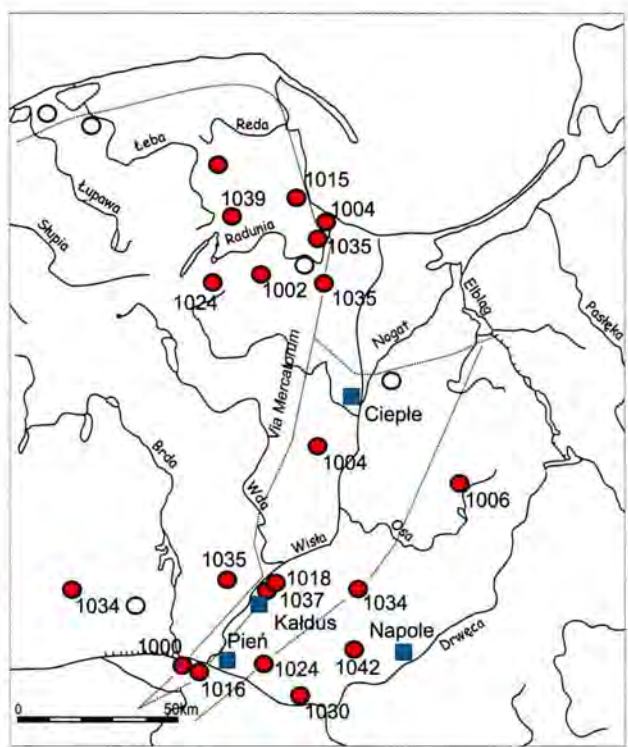 Reda
Łeba
1015
Łupawa
1039
1004
Radunia
1035
Słupia
1024
1002
1035
Elbląg
Pasłęka
Nogat
Via Mercatorum
Ciepłe
1004
Brda
1006
Wda
Osa
Wisła
1035
1018
1034
1037
1034
Kałdus
Napole
Pień
Drwęca
1000
1042
1024
1016
1030
0
50km